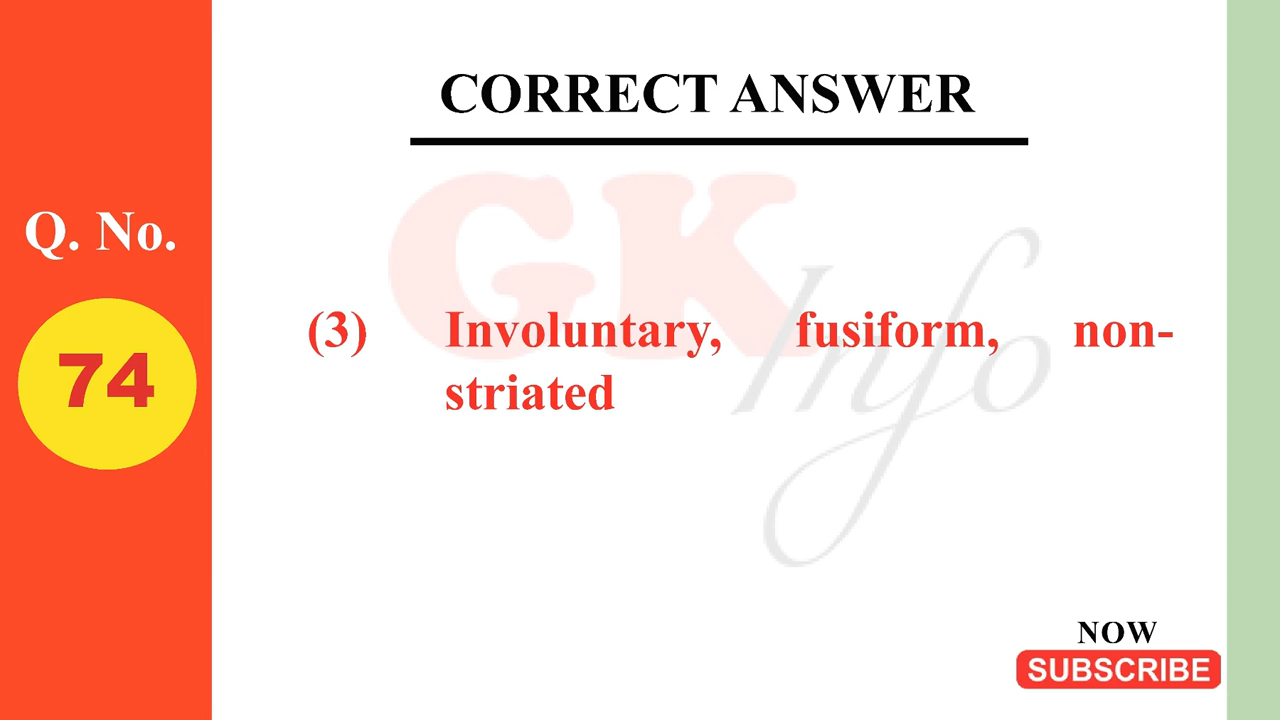 CORRECT ANSWER
Q. No.
74
GK
Info
(3) Involuntary, fusiform, non-
striated
NOW
SUBSCRIBE